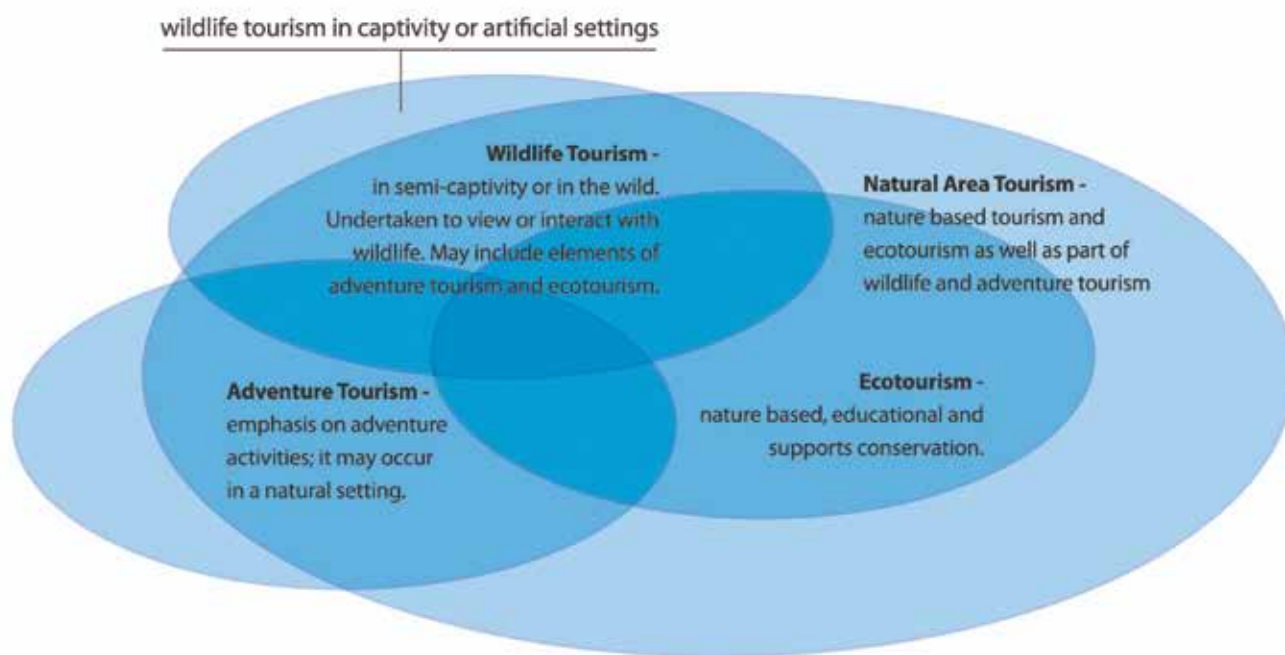 wildlife tourism in captivity or artificial settings
Wildlife Tourism -
in semi-captivity or in the wild.
Undertaken to view or interact with
wildlife. May include elements of
adventure tourism and ecotourism.
Natural Area Tourism -
nature based tourism and
ecotourism as well as part of
wildlife and adventure tourism
Adventure Tourism -
emphasis on adventure
activities; it may occur
in a natural setting.
Ecotourism -
nature based, educational and
supports conservation.